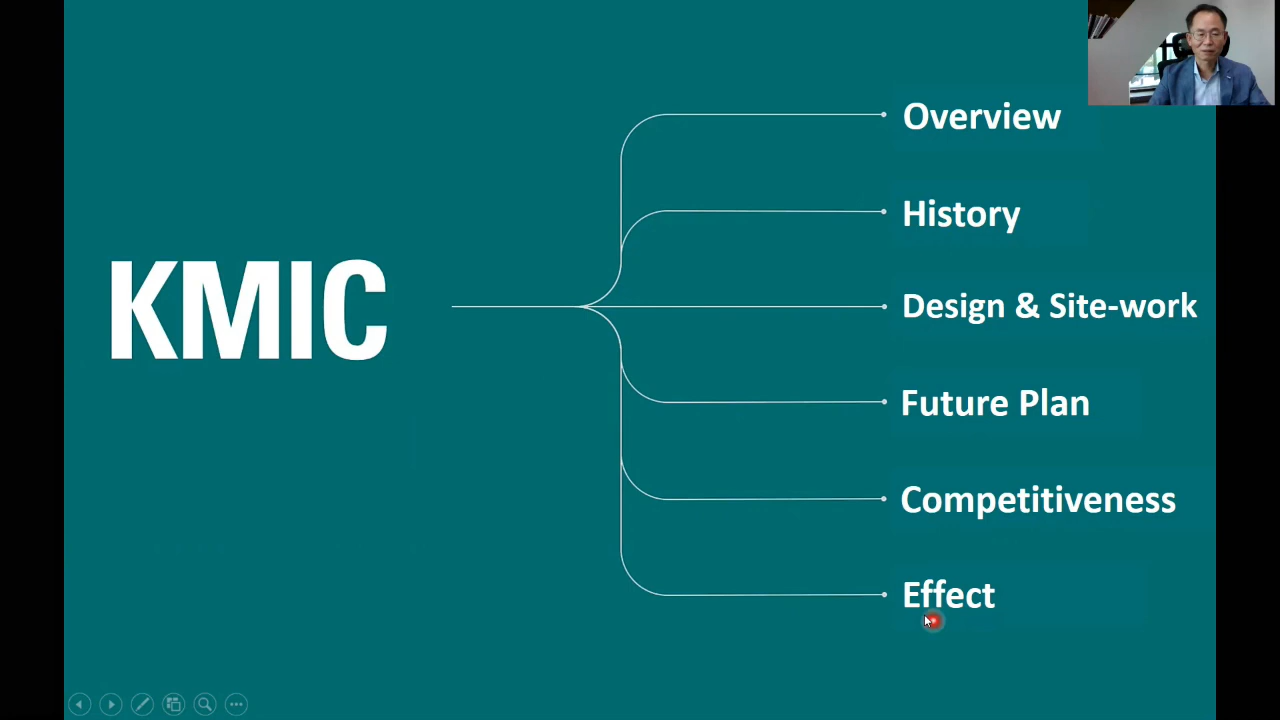 KMIC
Overview
History
Design & Site-work
Future Plan
Competitiveness
Effect